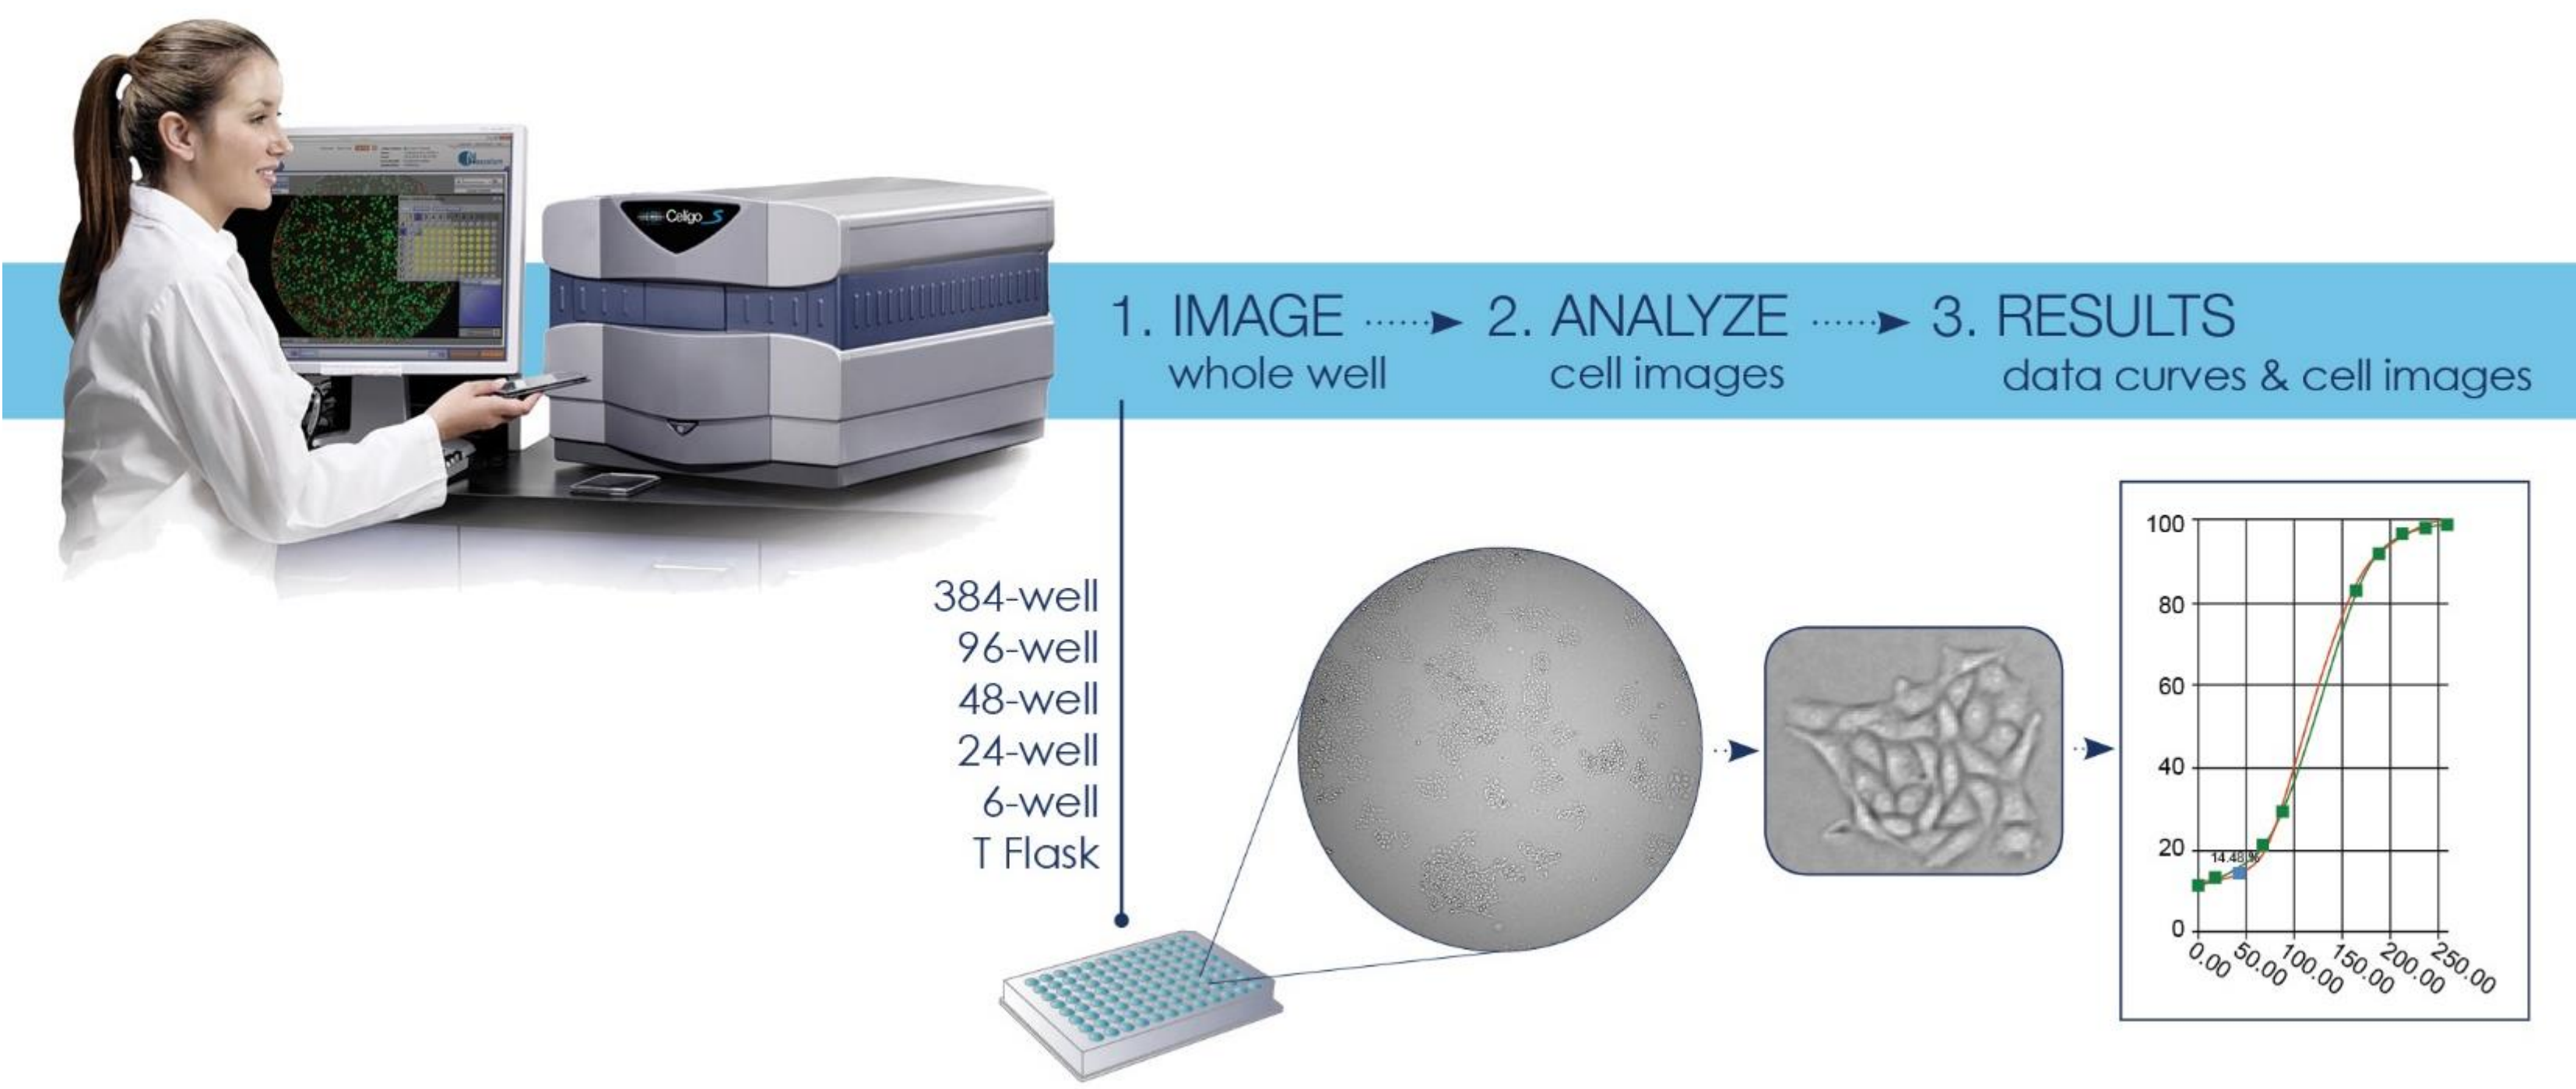 Celigo S
Nexcelom
1. IMAGE
whole well
2. ANALYZE
cell images
3. RESULTS
data curves & cell images
384-well
96-well
48-well
24-well
6-well
T Flask
100
80
60
40
20
0
14.48%
0.00
50.00
100.00
150.00
200.00
250.00